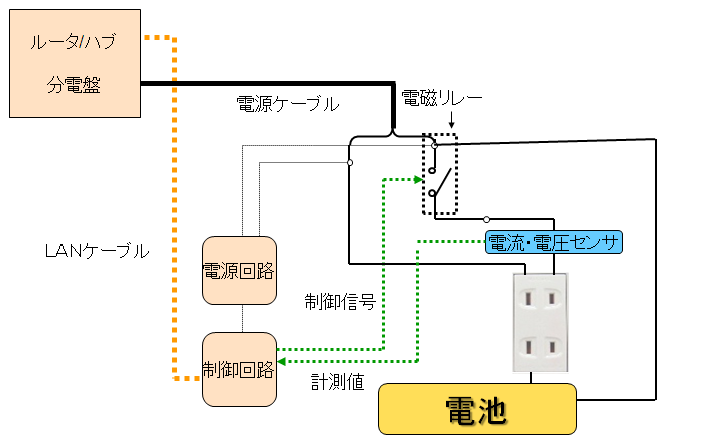 ルータ/ハブ
分電盤
電源ケーブル
電磁リレー
LANケーブル
電流・電圧センサ
電源回路
制御信号
制御回路
計測値
電池